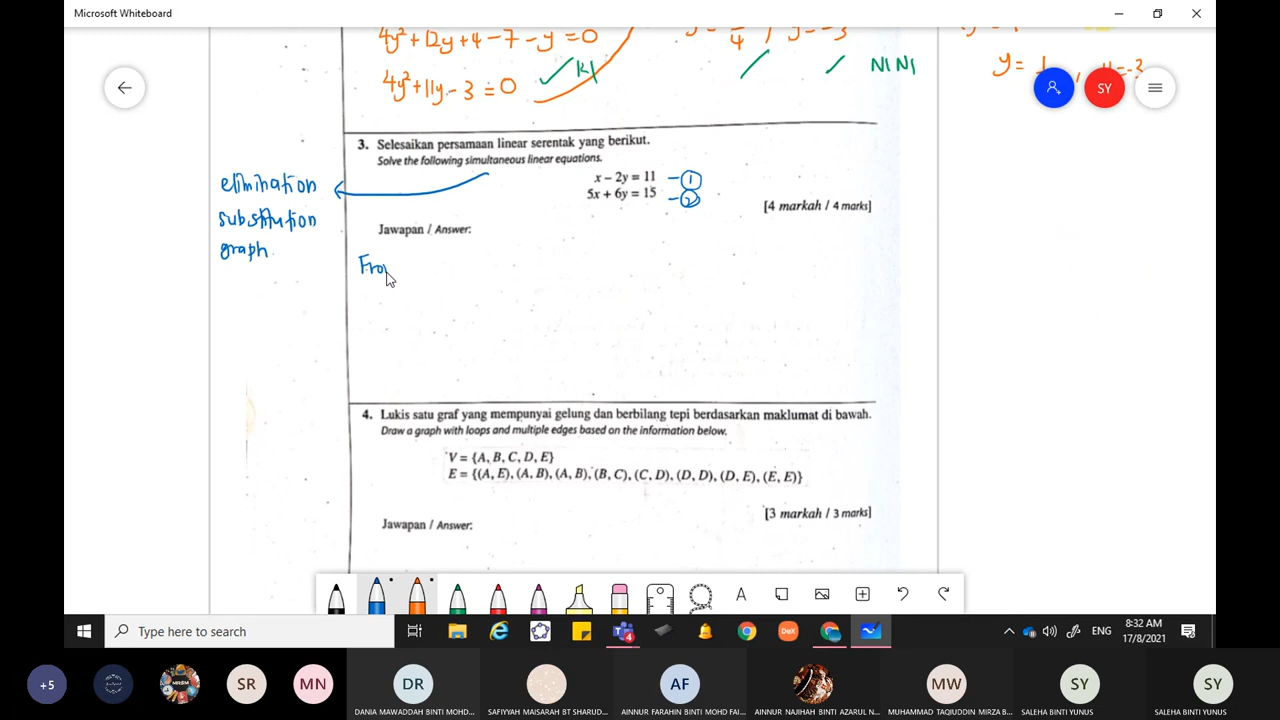 Microsoft Whiteboard
4y²+12y+4-7-y=0
4y²+11y-3=0
K1
N1N1
SY
3. Selesaikan persamaan linear serentak yang berikut.
Solve the following simultaneous linear equations.
elimination
substitution
graph
x – 2y = 11 -①
5x + 6y = 15 -②
[4 markah / 4 marks]
Jawapan / Answer:
Fro
4. Lukis satu graf yang mempunyai gelung dan berbilang tepi berdasarkan maklumat di bawah.
Draw a graph with loops and multiple edges based on the information below.
V = {A, B, C, D, E}
E = {(A, E), (A, B), (A, B), (B, C), (C, D), (D, D), (D, E), (E, E)}
[3 markah / 3 marks]
Jawapan / Answer:
A
Type here to search
4
DeX
ENG
8:32 AM
17/8/2021
+5
SR
MN
DR
AF
MW
SY
SY
DANIA MAWADDAH BINTI MOHD...
SAFIYYAH MAISARAH BT SHARUD...
AINNUR FARAHIN BINTI MOHD FAI...
AINNUR NAJIHAH BINTI AZARUL N...
MUHAMMAD TAQIUDDIN MIRZA B...
SALEHA BINTI YUNUS
SALEHA BINTI YUNUS